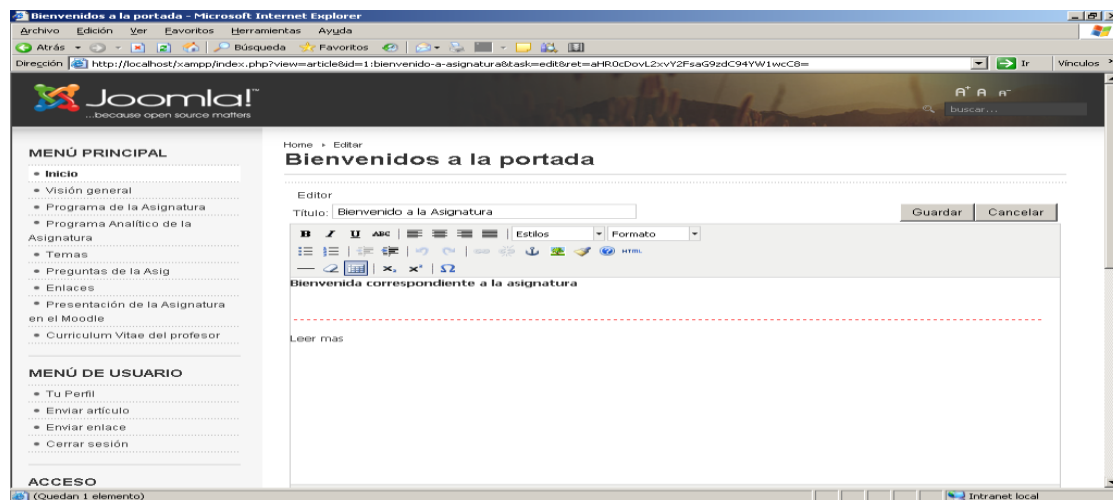 Bienvenidos a la portada - Microsoft Internet Explorer
Archivo Edición Ver Favoritos Herramientas Ayuda
Atrás Búsqueda Favoritos
Dirección http://localhost/xampp/index.php?view=article&id=1:bienvenido-a-asignatura&task=edit&ret=aHR0cDovL2xvY2FsaG9zdC94YW1wcC8= Ir Vínculos »
Joomla!™
...because open source matters
A+ A A-
buscar...
MENÚ PRINCIPAL
Inicio
Visión general
Programa de la Asignatura
Programa Analítico de la
Asignatura
Temas
Preguntas de la Asig
Enlaces
Presentación de la Asignatura
en el Moodle
Curriculum Vitae del profesor
MENÚ DE USUARIO
Tu Perfil
Enviar artículo
Enviar enlace
Cerrar sesión
ACCESO
Home Editar
Bienvenidos a la portada
Editor
Título: Bienvenido a la Asignatura Guardar Cancelar
B I U ABC Estilos Formato
HTML
x₂ x² Ω
Bienvenida correspondiente a la asignatura
Leer mas
(Quedan 1 elemento) Intranet local